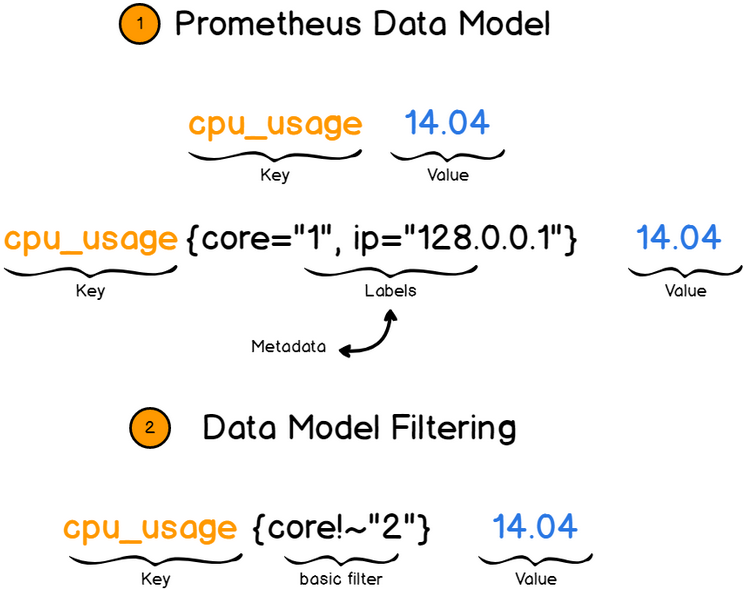 1 Prometheus Data Model
cpu_usage 14.04
Key Value
cpu_usage {core="1", ip="128.0.0.1"} 14.04
Key Labels Value
Metadata
2 Data Model Filtering
cpu_usage {core!~"2"} 14.04
Key basic filter Value